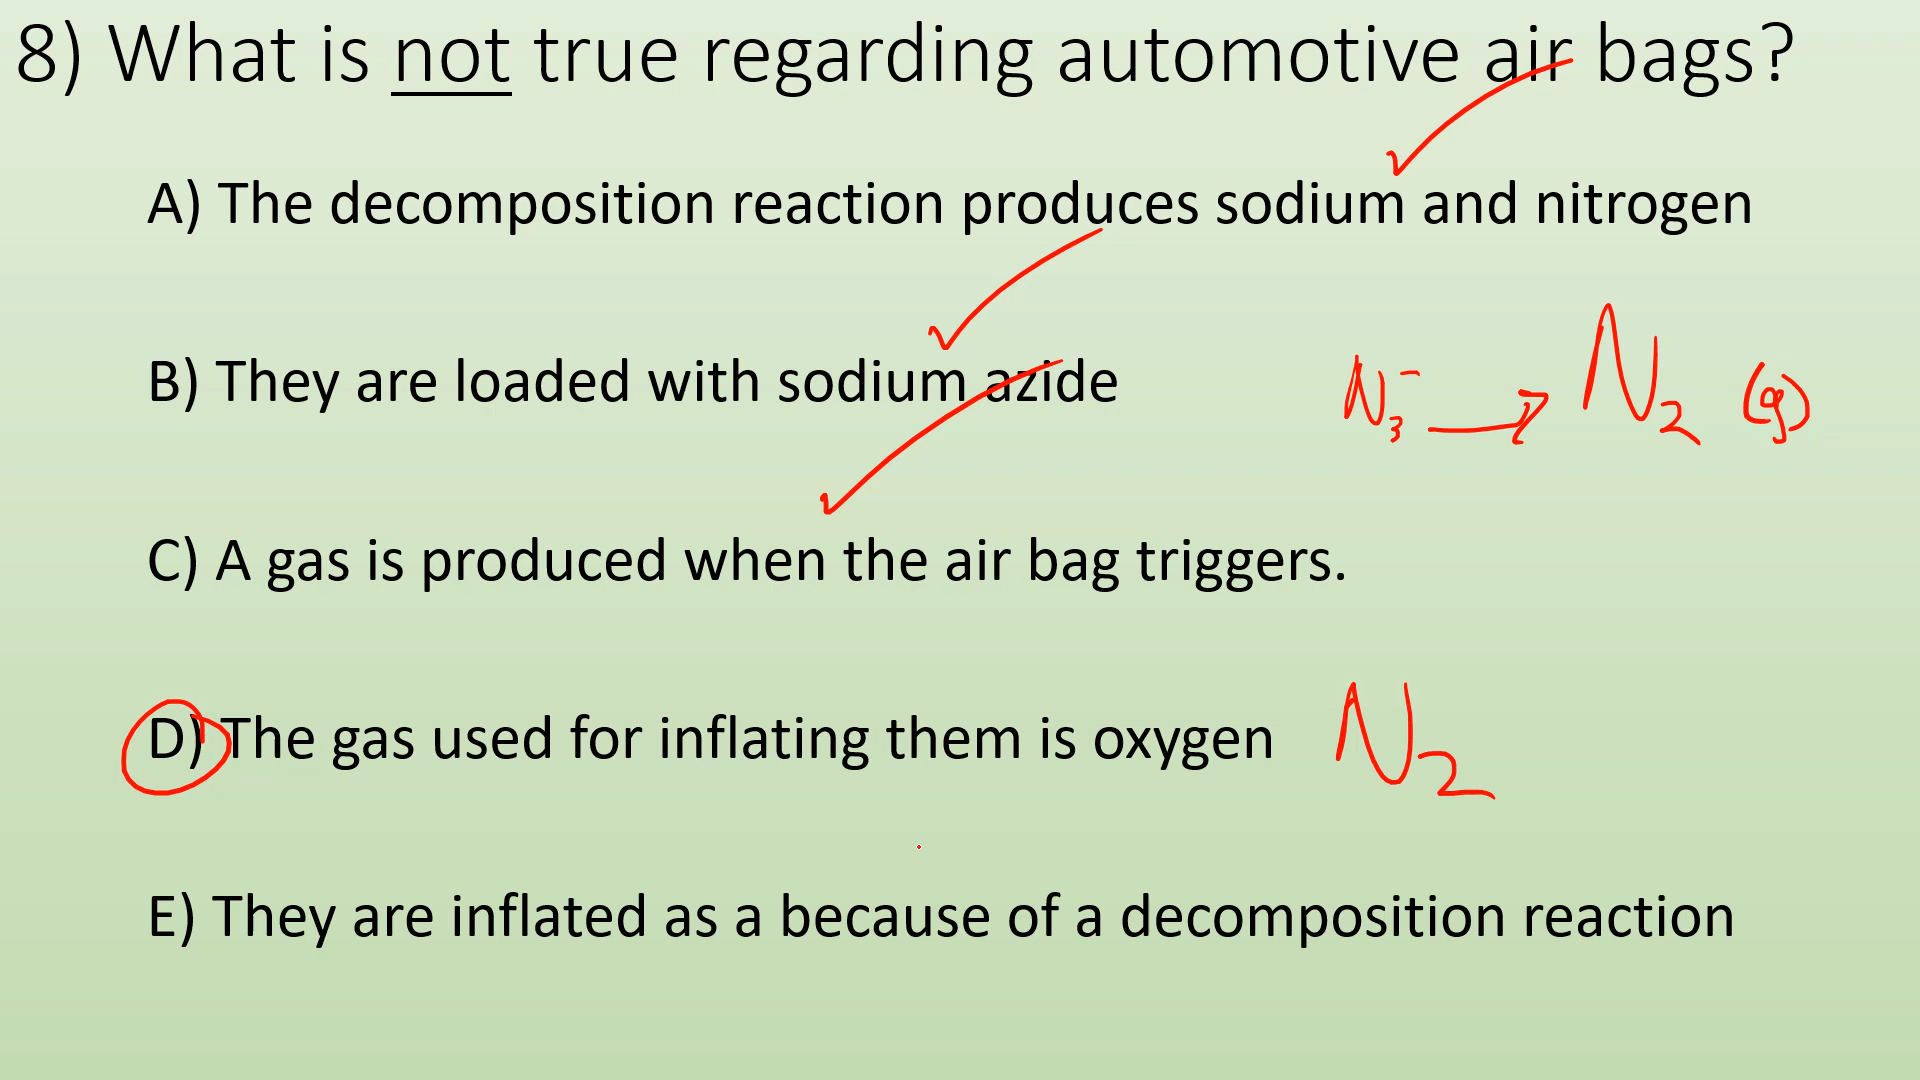 8) What is not true regarding automotive air bags?
A) The decomposition reaction produces sodium and nitrogen
B) They are loaded with sodium azide
N₃⁻ → N₂ (g)
C) A gas is produced when the air bag triggers.
D) The gas used for inflating them is oxygen N₂
E) They are inflated as a because of a decomposition reaction